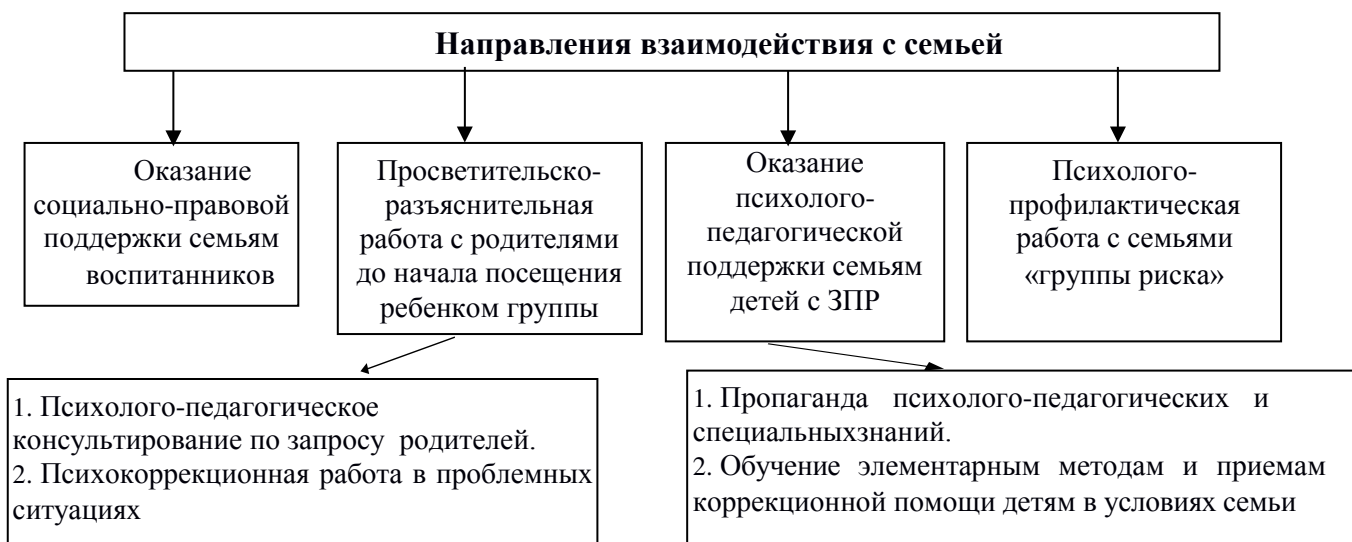 Направления взаимодействия с семьей
Оказание
социально-правовой
поддержки семьям
воспитанников
Просветительско-
разъяснительная
работа с родителями
до начала посещения
ребенком группы
Оказание
психолого-
педагогической
поддержки семьям
детей с ЗПР
Психолого-
профилактическая
работа с семьями
«группы риска»
1. Психолого-педагогическое
консультирование по запросу родителей.
2. Психокоррекционная работа в проблемных
ситуациях
1. Пропаганда психолого-педагогических и
специальныхзнаний.
2. Обучение элементарным методам и приемам
коррекционной помощи детям в условиях семьи